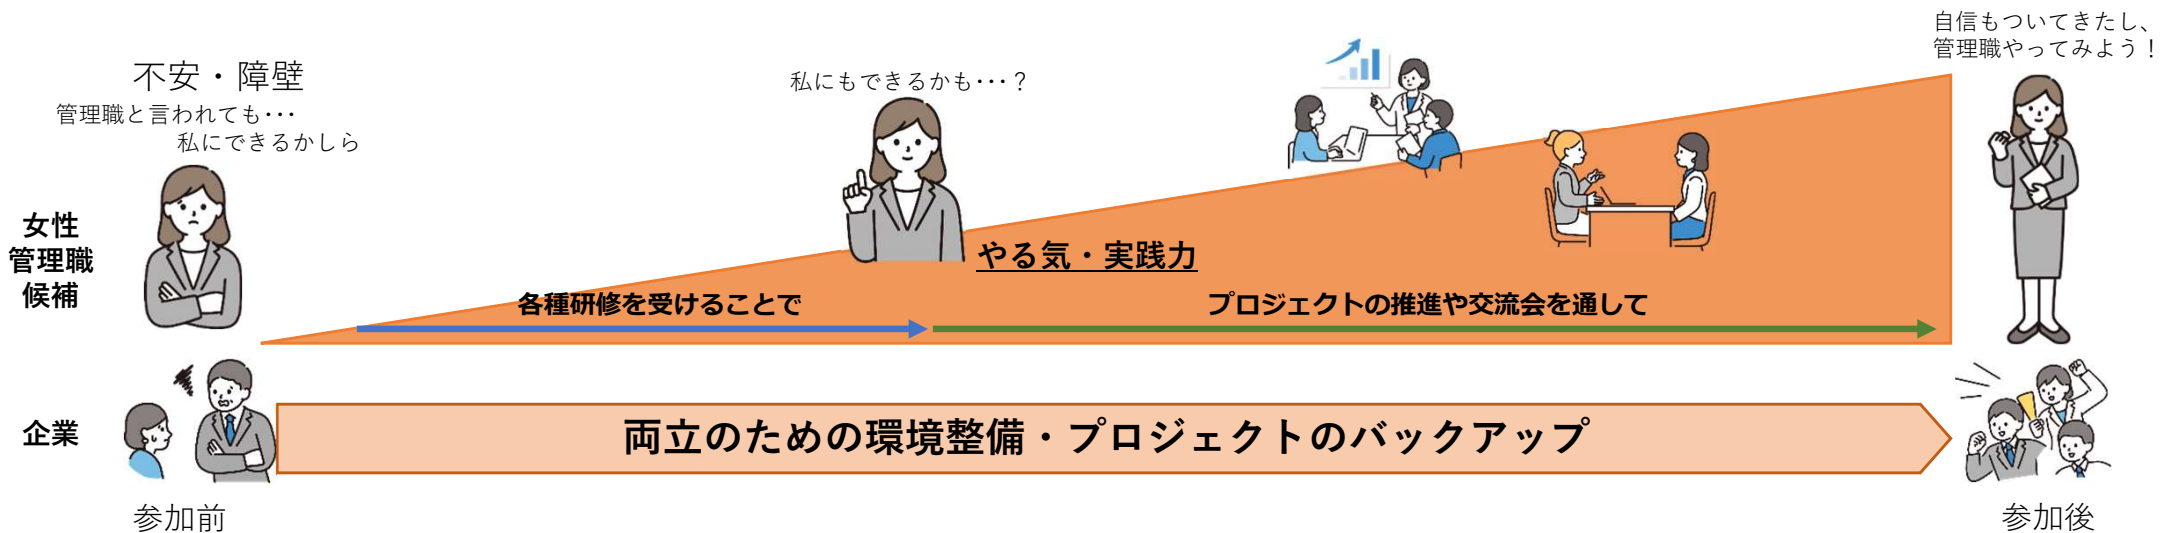 自信もついてきたし、
管理職やってみよう！
不安・障壁
管理職と言われても･･･
私にできるかしら
私にもできるかも･･･？
女性
管理職
候補
やる気・実践力
各種研修を受けることで
プロジェクトの推進や交流会を通して
企業
両立のための環境整備・プロジェクトのバックアップ
参加前
参加後